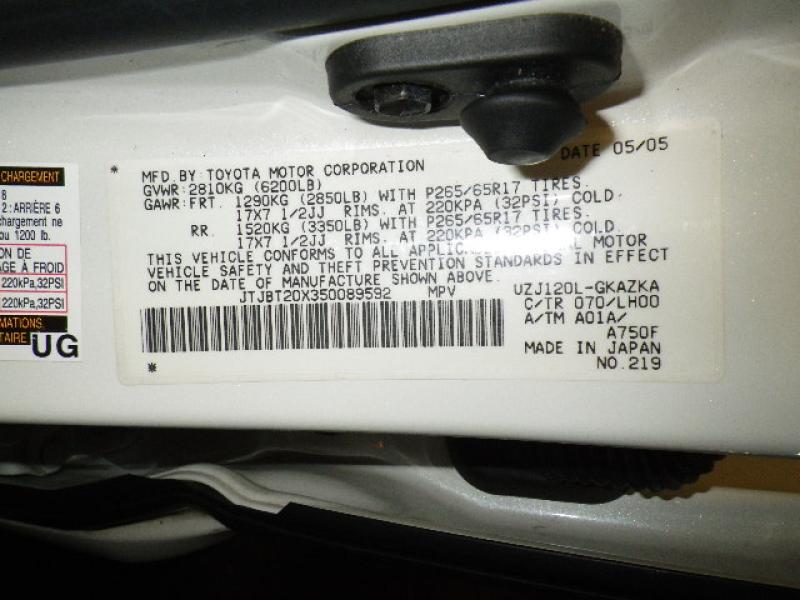 CHARGEMENT
8
2 : ARRIÈRE 6
chargement ne
ou 1200 lb.
ON DE
AGE À FROID
220kPa,32PSI
220kPa,32PSI
MATIONS
TAIRE
UG
DATE 05/05
* MFD.BY:TOYOTA MOTOR CORPORATION
GVWR:2810KG (6200LB)
GAWR:FRT. 1290KG (2850LB) WITH P265/65R17 TIRES,
17X7 1/2JJ RIMS, AT 220KPA (32PSI) COLD.
RR. 1520KG (3350LB) WITH P265/65R17 TIRES,
17X7 1/2JJ RIMS, AT 220KPA (32PSI) COLD.
THIS VEHICLE CONFORMS TO ALL MOTOR
VEHICLE SAFETY AND THEFT PREVENTION STANDARDS IN EFFECT
ON THE DATE OF MANUFACTURE SHOWN ABOVE.
JTJBT20X350089592 MPV
UZJ120L-GKAZKA
C/TR 070/LH00
A/TM A01A/
A750F
MADE IN JAPAN
NO.219
*